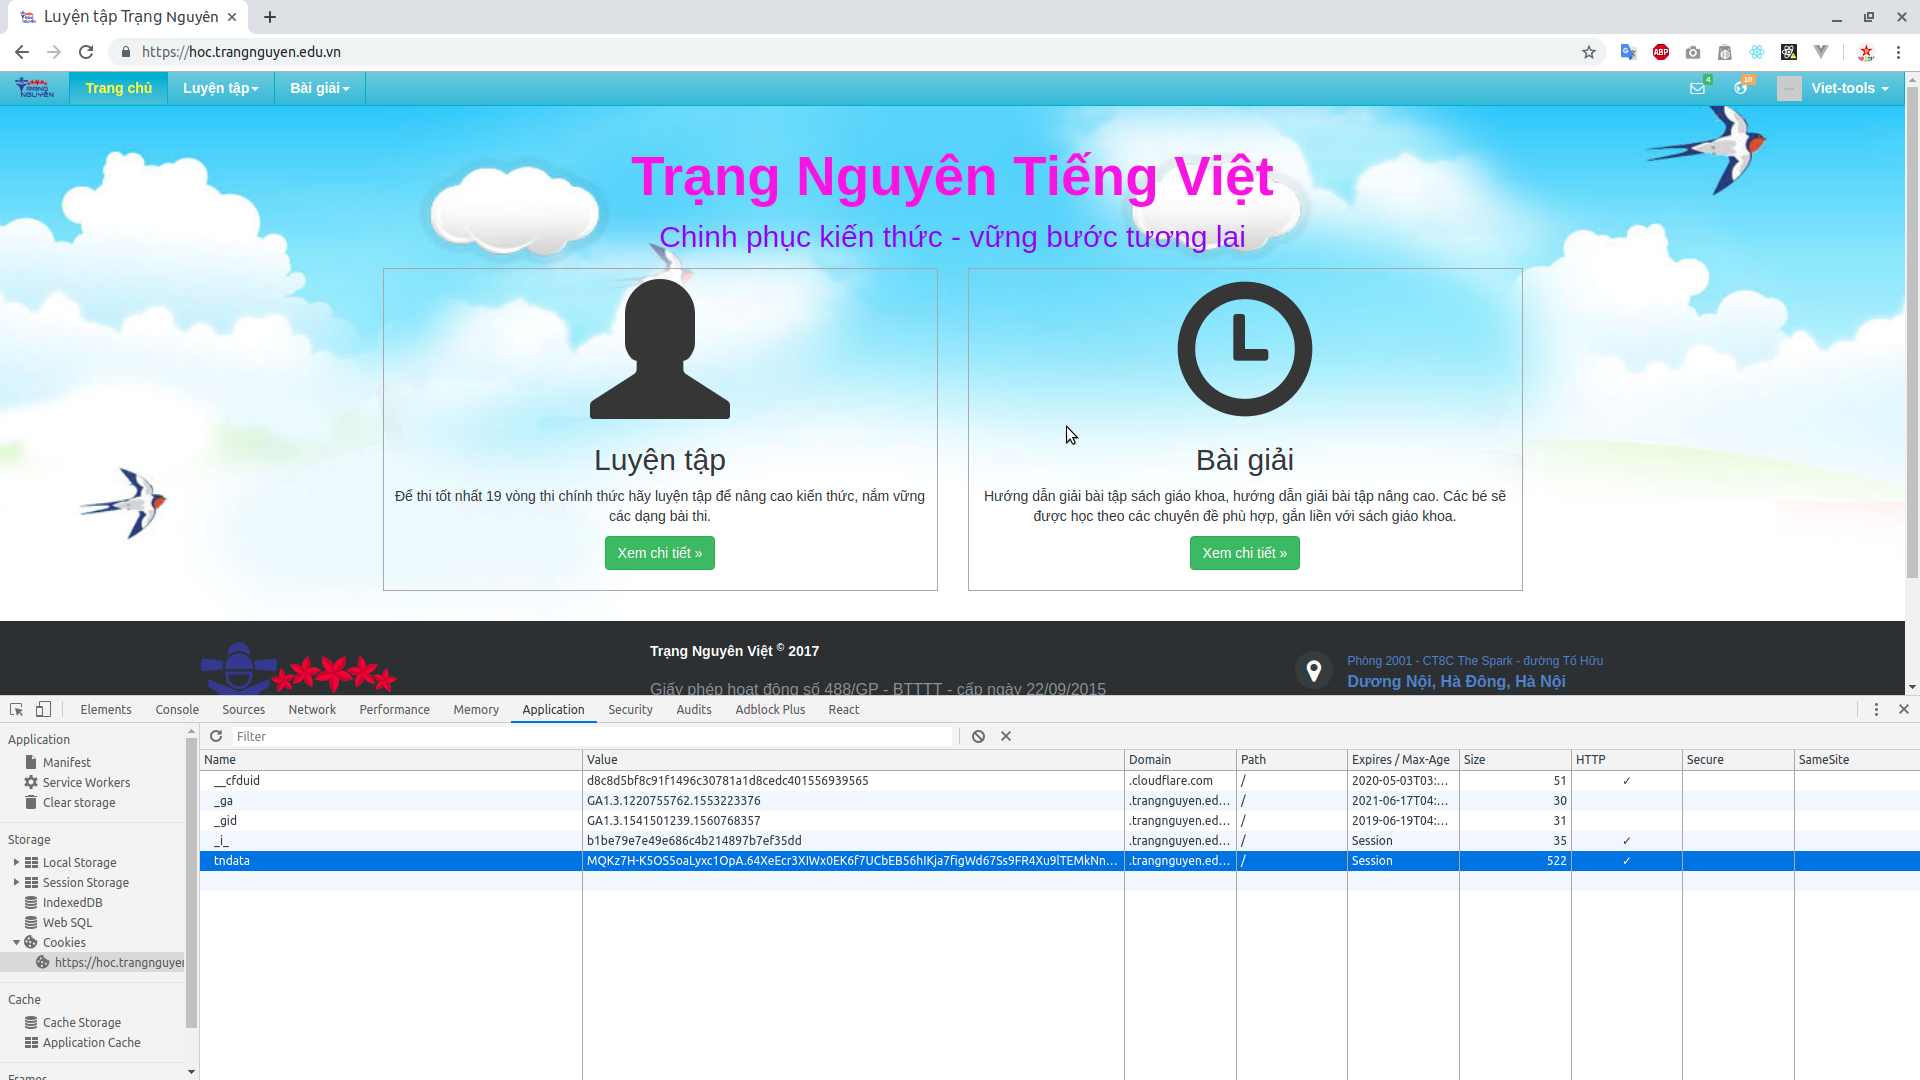 Luyện tập Trạng Nguyên
https://hoc.trangnguyen.edu.vn
TRẠNG NGUYÊN
Trang chủ
Luyện tập
Bài giải
4
10
Viet-tools
Trạng Nguyên Tiếng Việt
Chinh phục kiến thức - vững bước tương lai
Luyện tập
Để thi tốt nhất 19 vòng thi chính thức hãy luyện tập để nâng cao kiến thức, nắm vững
các dạng bài thi.
Xem chi tiết »
Bài giải
Hướng dẫn giải bài tập sách giáo khoa, hướng dẫn giải bài tập nâng cao. Các bé sẽ
được học theo các chuyên đề phù hợp, gắn liền với sách giáo khoa.
Xem chi tiết »
Trạng Nguyên Việt © 2017
Giấy phép hoạt động số 488/GP - BTTTT - cấp ngày 22/09/2015
Phòng 2001 - CT8C The Spark - đường Tố Hữu
Dương Nội, Hà Đông, Hà Nội
Elements Console Sources Network Performance Memory Application Security Audits Adblock Plus React
Application
Manifest
Service Workers
Clear storage
Storage
Local Storage
Session Storage
IndexedDB
Web SQL
Cookies
https://hoc.trangnguyer
Cache
Cache Storage
Application Cache
Frames
Filter
Name Value Domain Path Expires / Max-Age Size HTTP Secure SameSite
__cfduid d8c8d5bf8c91f1496c30781a1d8cedc401556939565 .cloudflare.com / 2020-05-03T03:... 51 ✓
_ga GA1.3.1220755762.1553223376 .trangnguyen.ed... / 2021-06-17T04:... 30
_gid GA1.3.1541501239.1560768357 .trangnguyen.ed... / 2019-06-19T04:... 31
_i_ b1be79e7e49e686c4b214897b7ef35dd .trangnguyen.ed... / Session 35 ✓
tndata MQKz7H-K5OS5oaLyxc1OpA.64XeEcr3XIWx0EK6f7UCbEB56hIKja7figWd67Ss9FR4Xu9lTEMkNn... .trangnguyen.ed... / Session 522 ✓